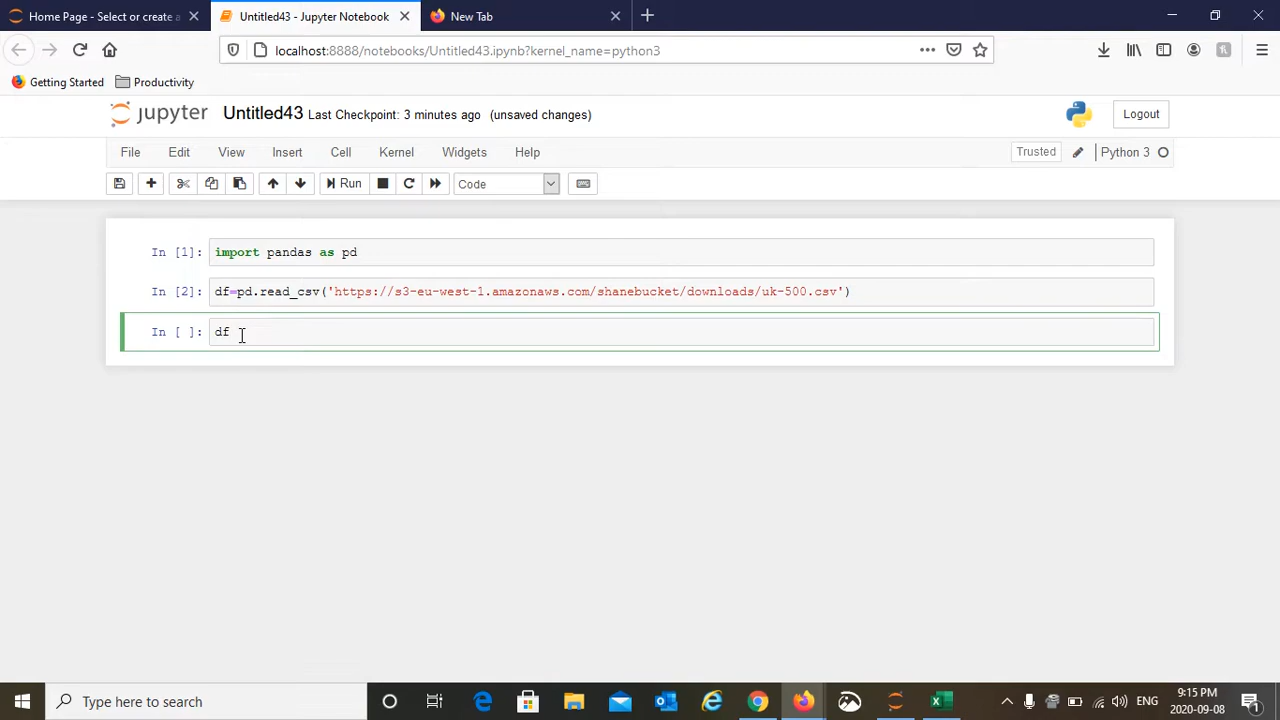 Home Page - Select or create a
Untitled43 - Jupyter Notebook
New Tab
localhost:8888/notebooks/Untitled43.ipynb?kernel_name=python3
Getting Started
Productivity
jupyter
Untitled43 Last Checkpoint: 3 minutes ago (unsaved changes)
Logout
File Edit View Insert Cell Kernel Widgets Help
Trusted
Python 3
Run
Code
In [1]: import pandas as pd
In [2]: df=pd.read_csv('https://s3-eu-west-1.amazonaws.com/shanebucket/downloads/uk-500.csv')
In [ ]: df
Type here to search
ENG
9:15 PM
2020-09-08
1